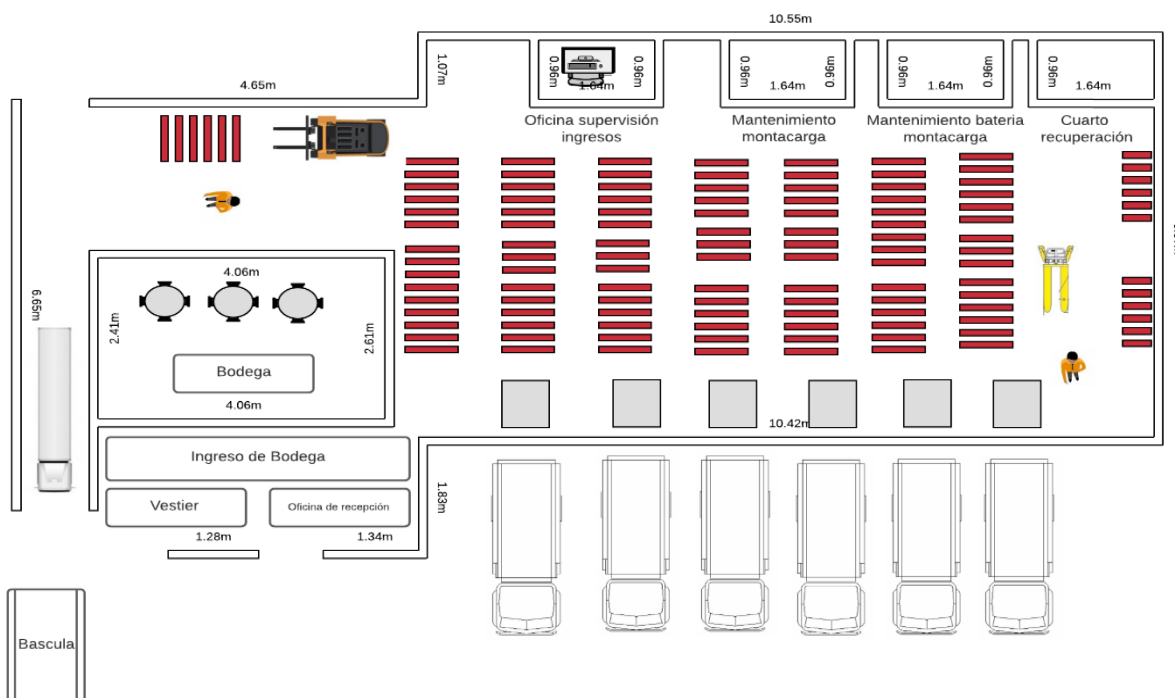 10.55m
4.65m
1.07m
0.96m
0.96m
1.64m
0.96m
0.96m
1.64m
0.96m
0.96m
1.64m
0.96m
1.64m
Oficina supervisión
ingresos
Mantenimiento
montacarga
Mantenimiento bateria
montacarga
Cuarto
recuperación
6.65m
4.06m
2.41m
2.61m
Bodega
4.06m
10.42m
Ingreso de Bodega
Vestier
Oficina de recepción
1.83m
1.28m
1.34m
Bascula